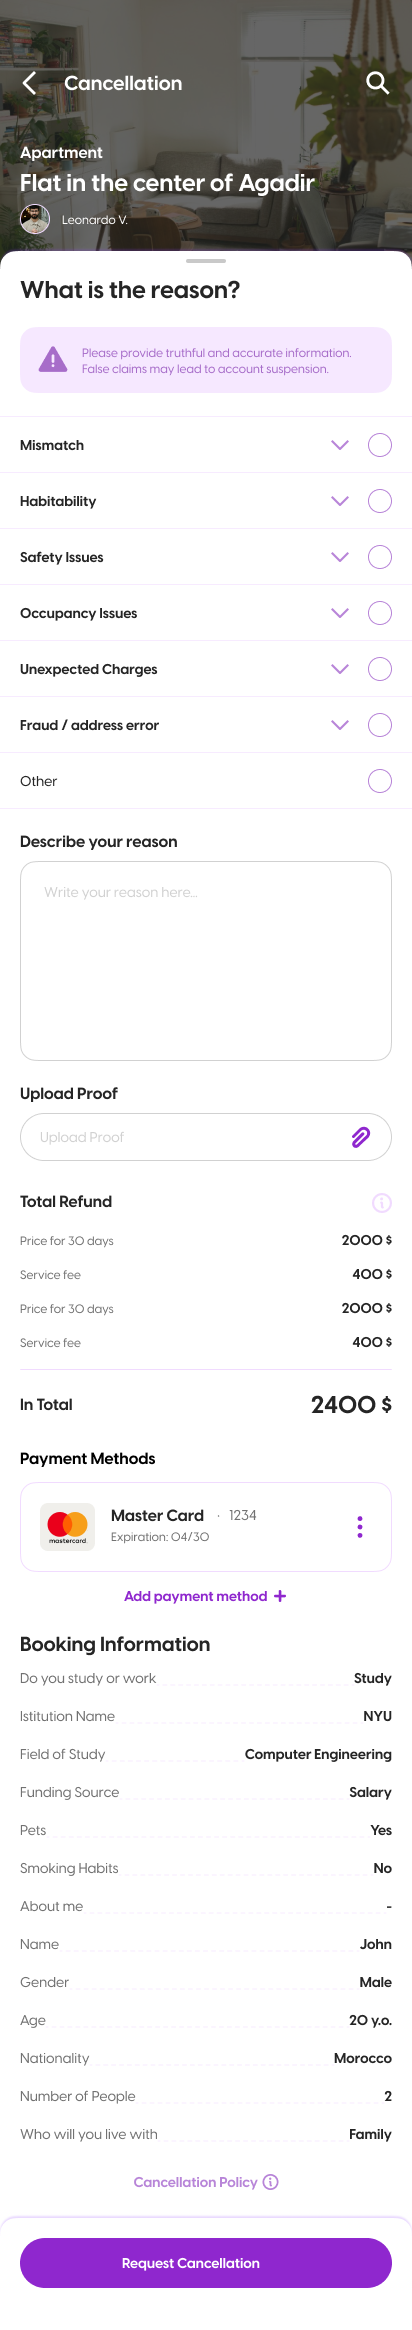 Cancellation
Apartment
Flat in the center of Agadir
Leonardo V.
What is the reason?
Please provide truthful and accurate information.
False claims may lead to account suspension.
Mismatch
Habitability
Safety Issues
Occupancy Issues
Unexpected Charges
Fraud / address error
Other
Describe your reason
Write your reason here...
Upload Proof
Upload Proof
Total Refund
Price for 30 days 2000 $
Service fee 400 $
Price for 30 days 2000 $
Service fee 400 $
In Total 2400 $
Payment Methods
Master Card · 1234
Expiration: 04/30
mastercard.
Add payment method +
Booking Information
Do you study or work Study
Istitution Name NYU
Field of Study Computer Engineering
Funding Source Salary
Pets Yes
Smoking Habits No
About me -
Name John
Gender Male
Age 20 y.o.
Nationality Morocco
Number of People 2
Who will you live with Family
Cancellation Policy
Request Cancellation